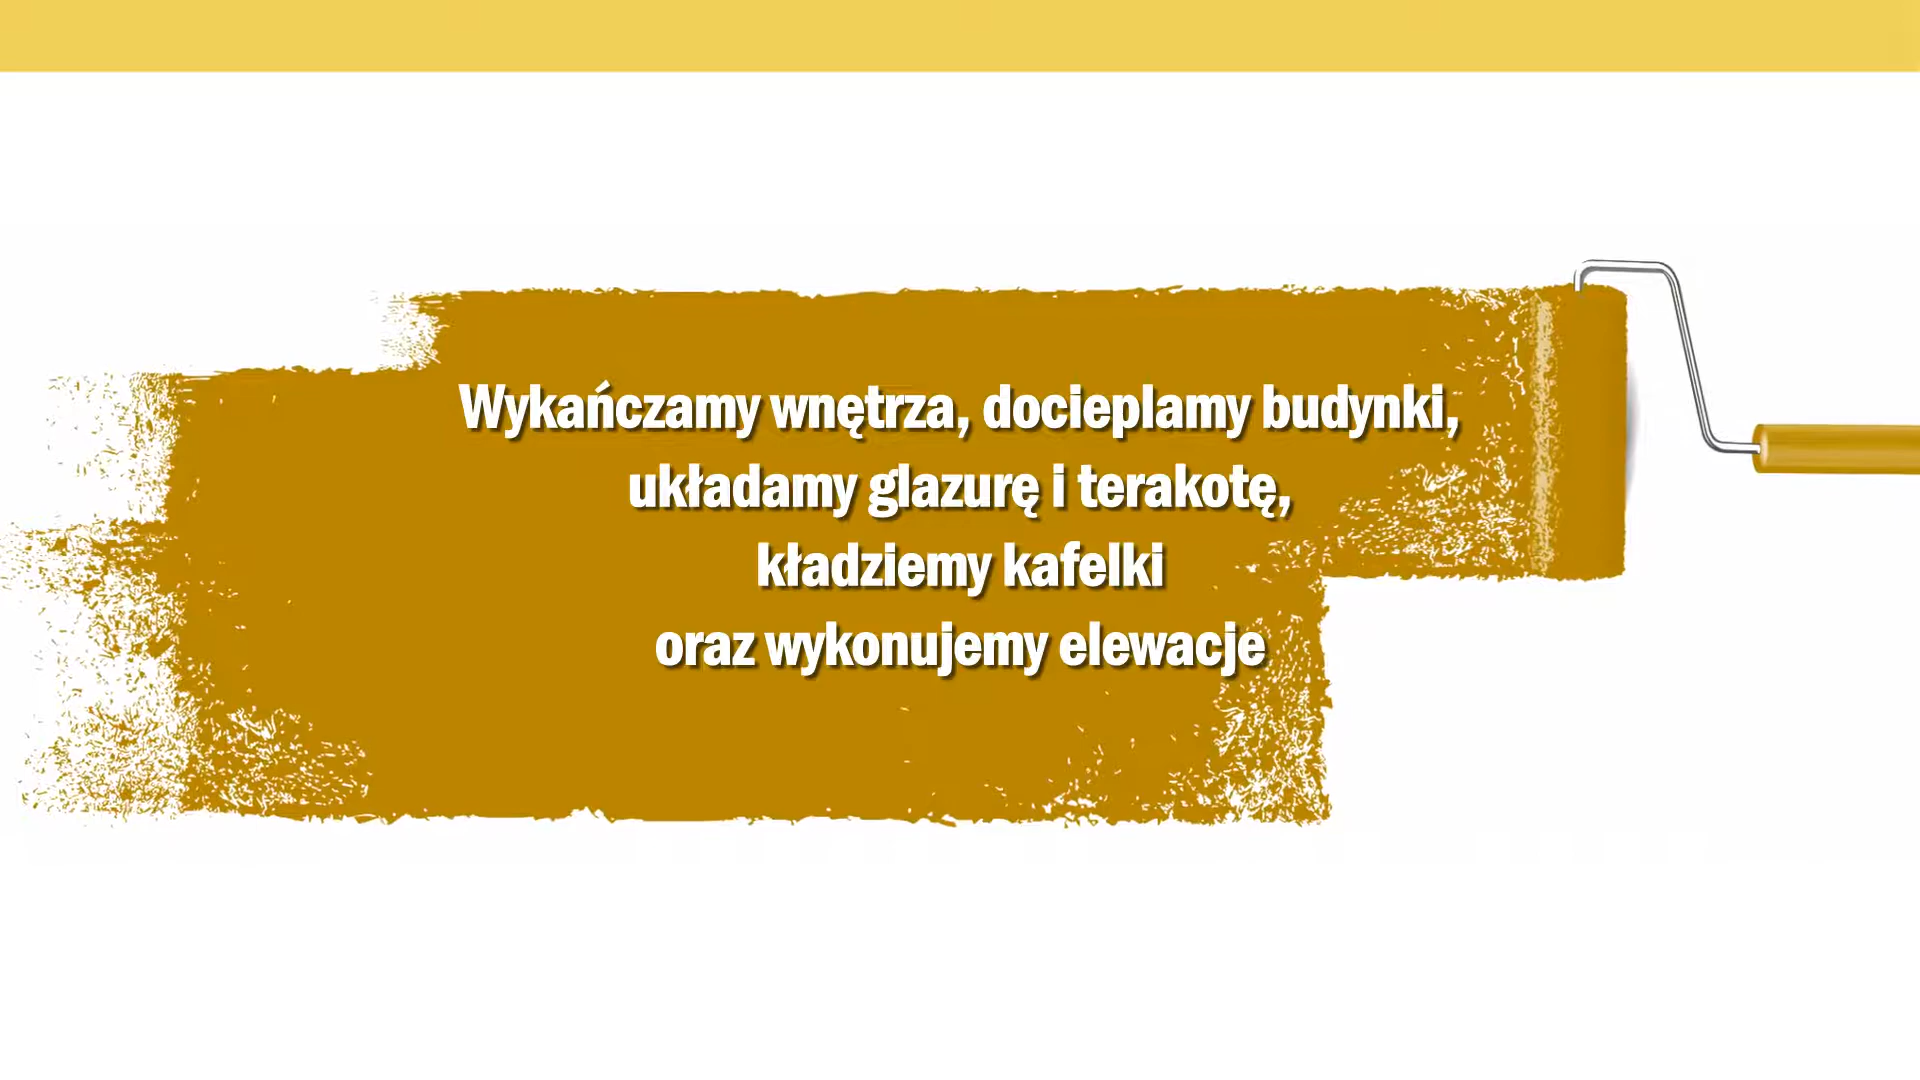 Wykańczamy wnętrza, docieplamy budynki,
układamy glazurę i terakotę,
kładziemy kafelki
oraz wykonujemy elewacje